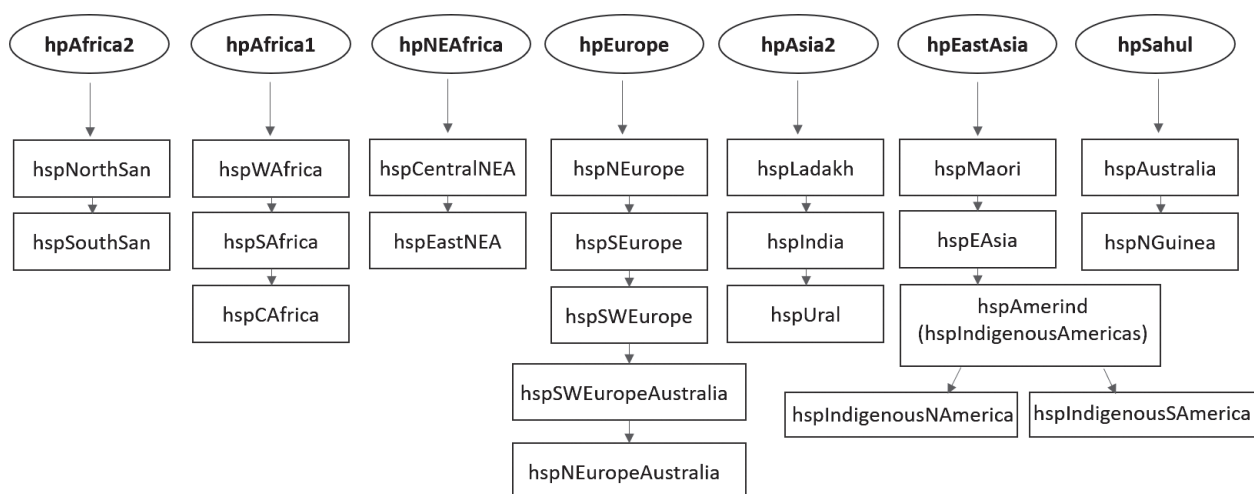 hpAfrica2
hpAfrica1
hpNEAfrica
hpEurope
hpAsia2
hpEastAsia
hpSahul
hspNorthSan
hspWAfrica
hspCentralNEA
hspNEurope
hspLadakh
hspMaori
hspAustralia
hspSouthSan
hspSAfrica
hspEastNEA
hspSEurope
hspIndia
hspEAsia
hspNGuinea
hspCAfrica
hspSWEurope
hspUral
hspAmerind
(hspIndigenousAmericas)
hspSWEuropeAustralia
hspIndigenousNAmerica
hspIndigenousSAmerica
hspNEuropeAustralia